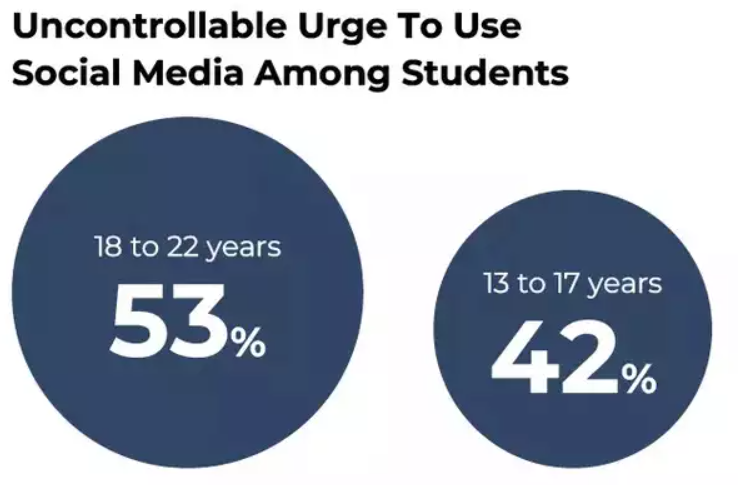 Uncontrollable Urge To Use
Social Media Among Students
18 to 22 years
53%
13 to 17 years
42%